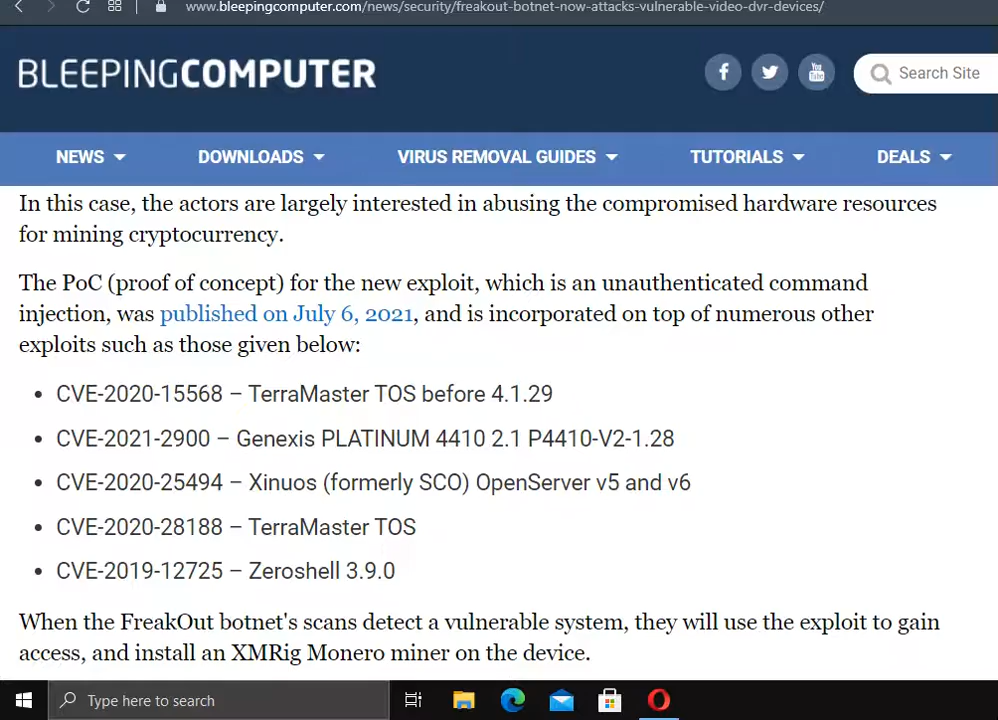 www.bleepingcomputer.com/news/security/freakout-botnet-now-attacks-vulnerable-video-dvr-devices/
BLEEPINGCOMPUTER
Search Site
NEWS DOWNLOADS VIRUS REMOVAL GUIDES TUTORIALS DEALS
In this case, the actors are largely interested in abusing the compromised hardware resources
for mining cryptocurrency.
The PoC (proof of concept) for the new exploit, which is an unauthenticated command
injection, was published on July 6, 2021, and is incorporated on top of numerous other
exploits such as those given below:
• CVE-2020-15568 – TerraMaster TOS before 4.1.29
• CVE-2021-2900 – Genexis PLATINUM 4410 2.1 P4410-V2-1.28
• CVE-2020-25494 – Xinuos (formerly SCO) OpenServer v5 and v6
• CVE-2020-28188 – TerraMaster TOS
• CVE-2019-12725 – Zeroshell 3.9.0
When the FreakOut botnet's scans detect a vulnerable system, they will use the exploit to gain
access, and install an XMRig Monero miner on the device.
Type here to search